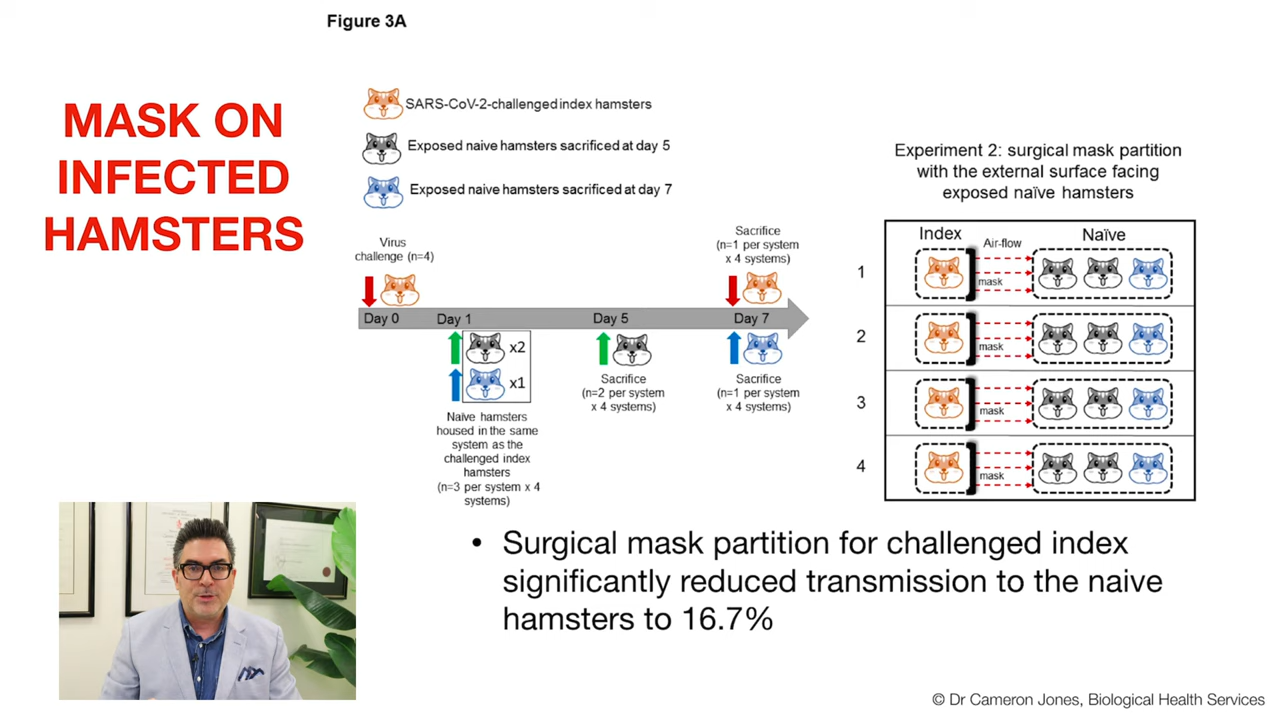 Figure 3A
MASK ON
INFECTED
HAMSTERS
SARS-CoV-2-challenged index hamsters
Exposed naive hamsters sacrificed at day 5
Exposed naive hamsters sacrificed at day 7
Virus
challenge (n=4)
Sacrifice
(n=1 per system
x 4 systems)
Day 0
Day 1
Day 5
Day 7
x2
x1
Naïve hamsters
housed in the same
system as the
challenged index
hamsters
(n=3 per system x 4
systems)
Sacrifice
(n=2 per system
x 4 systems)
Sacrifice
(n=1 per system
x 4 systems)
Experiment 2: surgical mask partition
with the external surface facing
exposed naïve hamsters
Index
Air-flow
Naïve
1
mask
2
mask
3
mask
4
mask
• Surgical mask partition for challenged index
significantly reduced transmission to the naive
hamsters to 16.7%
© Dr Cameron Jones, Biological Health Services